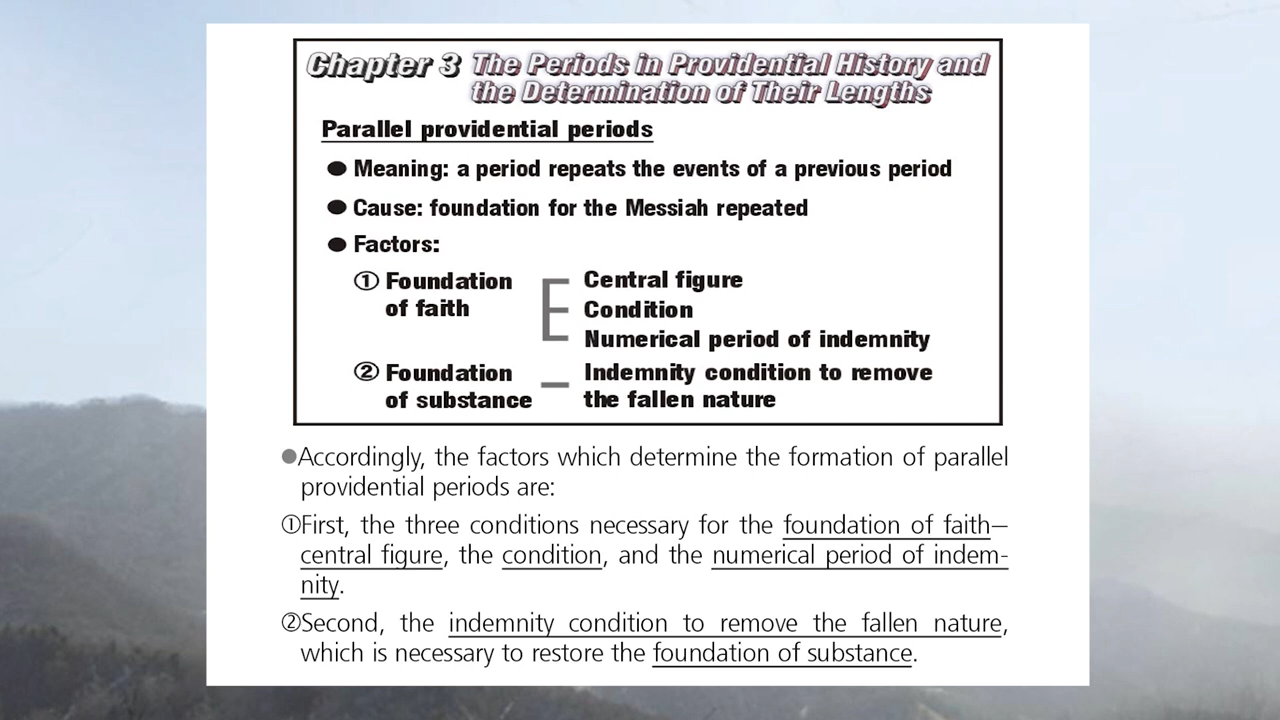 Chapter 3 The Periods in Providential History and
the Determination of Their Lengths
Parallel providential periods
● Meaning: a period repeats the events of a previous period
● Cause: foundation for the Messiah repeated
● Factors:
① Foundation
of faith
Central figure
Condition
Numerical period of indemnity
② Foundation
of substance
Indemnity condition to remove
the fallen nature
●Accordingly, the factors which determine the formation of parallel
providential periods are:
①First, the three conditions necessary for the foundation of faith—
central figure, the condition, and the numerical period of indem-
nity.
②Second, the indemnity condition to remove the fallen nature,
which is necessary to restore the foundation of substance.